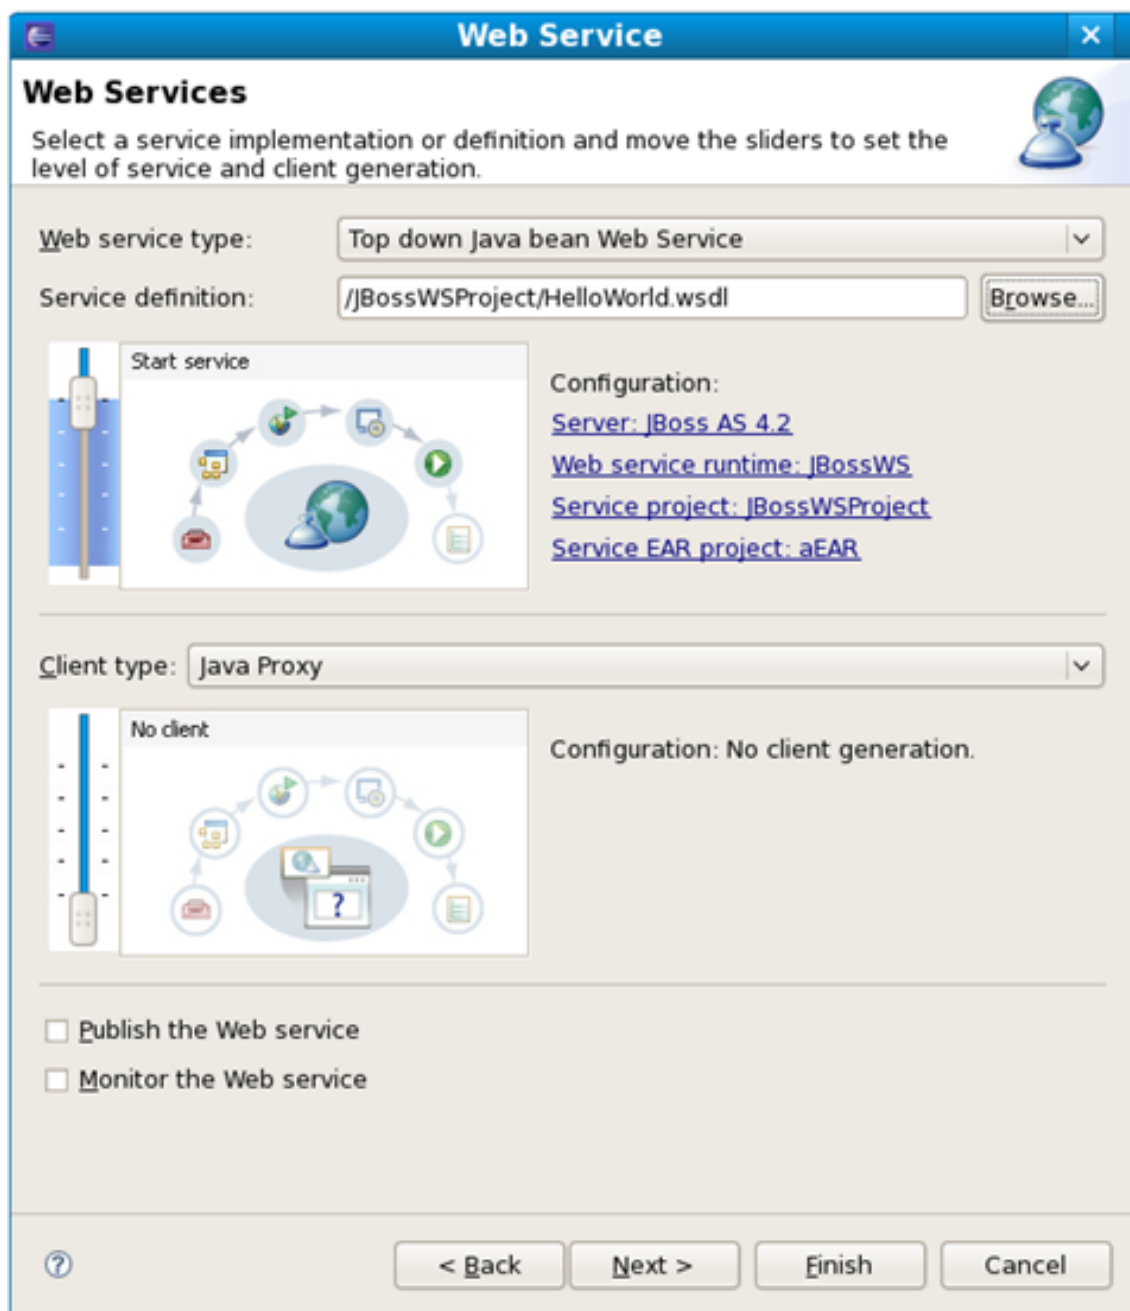 Web Service
Web Services
Select a service implementation or definition and move the sliders to set the
level of service and client generation.
Web service type: Top down Java bean Web Service
Service definition: /JBossWSProject/HelloWorld.wsdl Browse...
Start service
Configuration:
Server: JBoss AS 4.2
Web service runtime: JBossWS
Service project: JBossWSProject
Service EAR project: aEAR
Client type: Java Proxy
No client
Configuration: No client generation.
?
Publish the Web service
Monitor the Web service
? < Back Next > Finish Cancel